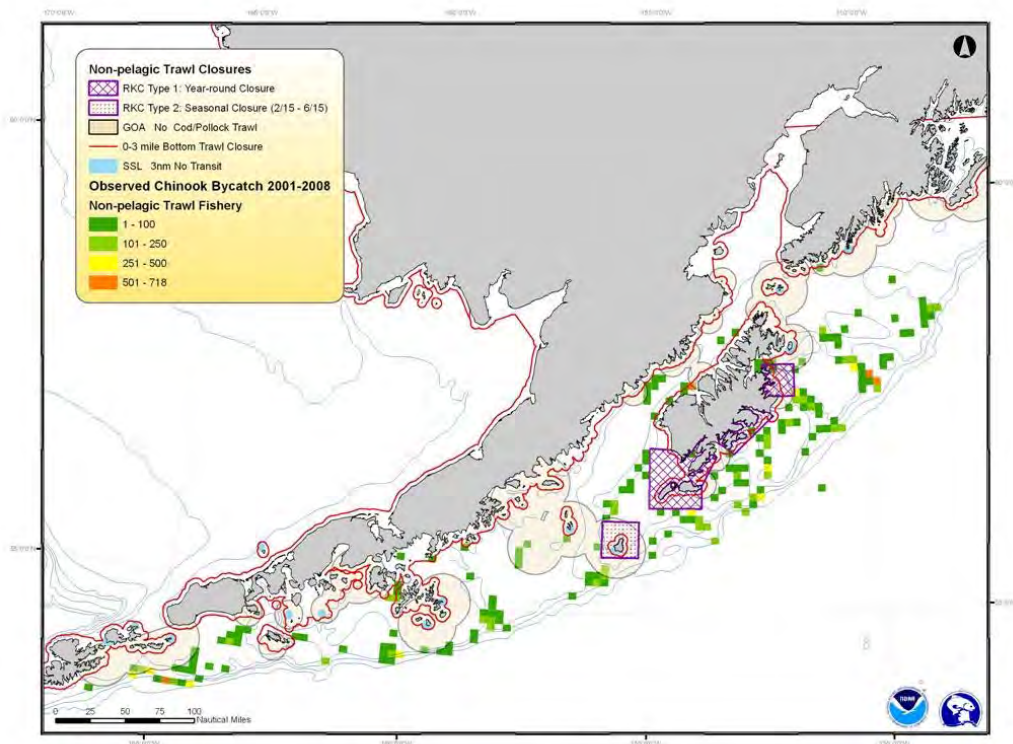 Non-pelagic Trawl Closures
RKC Type 1: Year-round Closure
RKC Type 2: Seasonal Closure (2/15 - 6/15)
GOA No Cod/Pollock Trawl
0-3 mile Bottom Trawl Closure
SSL 3nm No Transit
Observed Chinook Bycatch 2001-2008
Non-pelagic Trawl Fishery
1 - 100
101 - 250
251 - 500
501 - 718
0 25 50 75 100
Nautical Miles